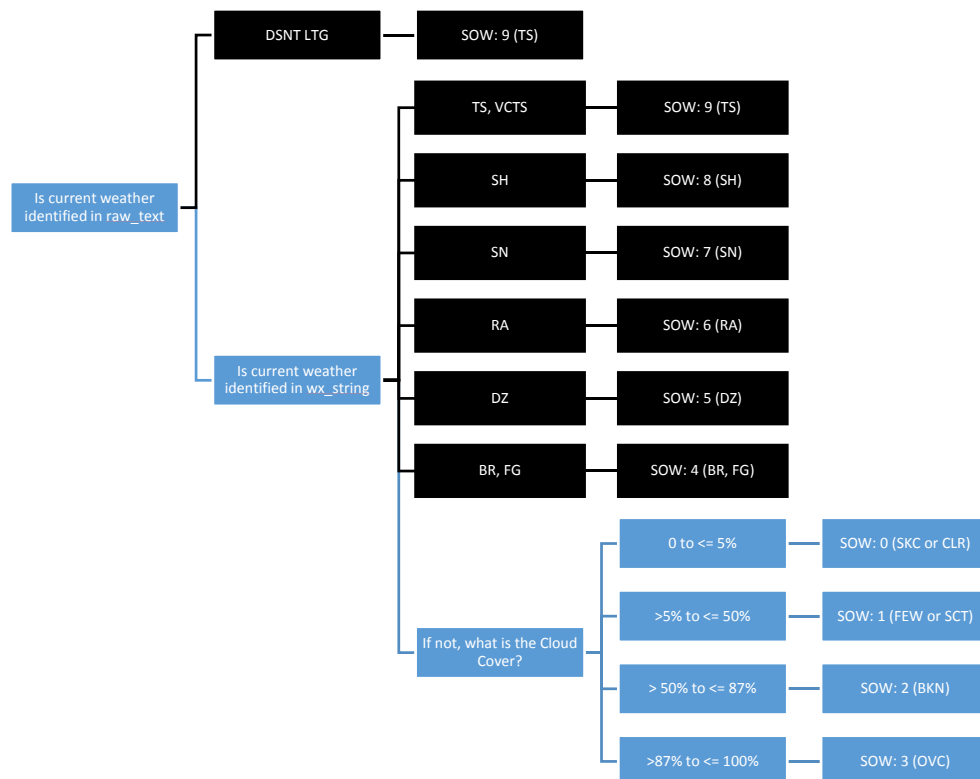 DSNT LTG
SOW: 9 (TS)
TS, VCTS
SOW: 9 (TS)
Is current weather
identified in raw_text
SH
SOW: 8 (SH)
SN
SOW: 7 (SN)
RA
SOW: 6 (RA)
Is current weather
identified in wx_string
DZ
SOW: 5 (DZ)
BR, FG
SOW: 4 (BR, FG)
0 to <= 5%
SOW: 0 (SKC or CLR)
>5% to <= 50%
SOW: 1 (FEW or SCT)
If not, what is the Cloud
Cover?
> 50% to <= 87%
SOW: 2 (BKN)
>87% to <= 100%
SOW: 3 (OVC)